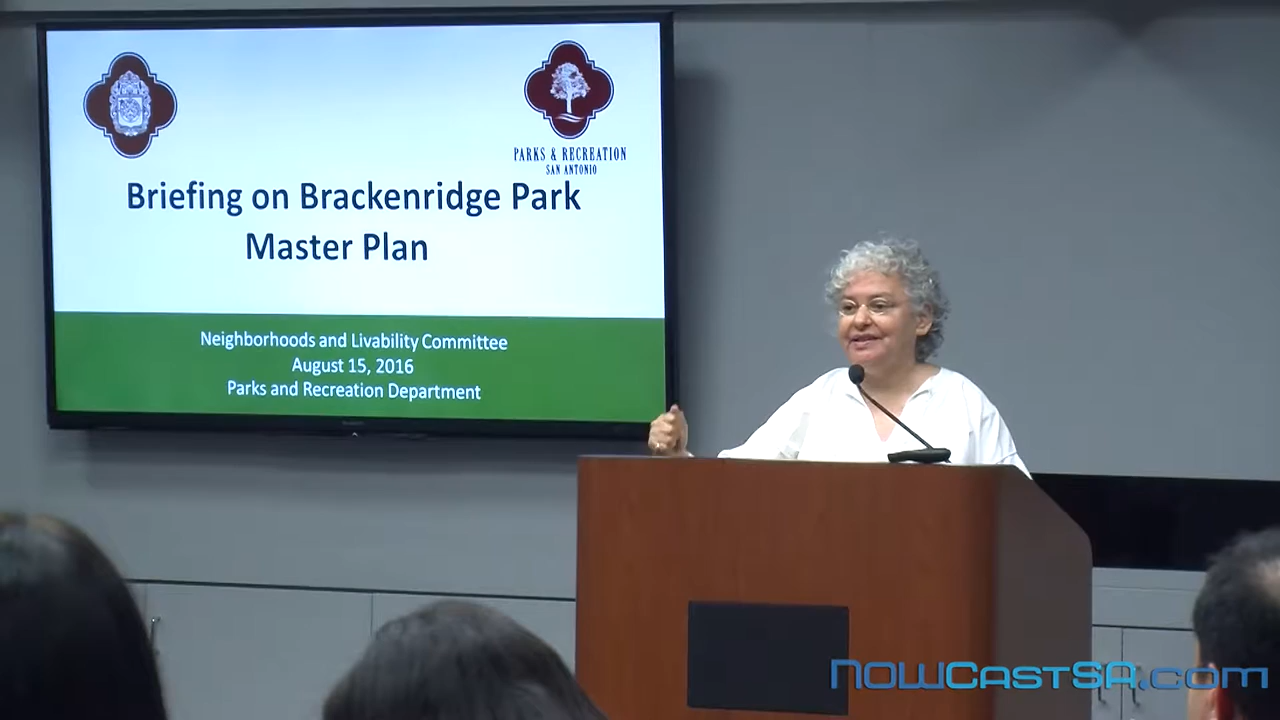 PARKS & RECREATION
SAN ANTONIO
Briefing on Brackenridge Park
Master Plan
Neighborhoods and Livability Committee
August 15, 2016
Parks and Recreation Department
NOWCASTSA.com